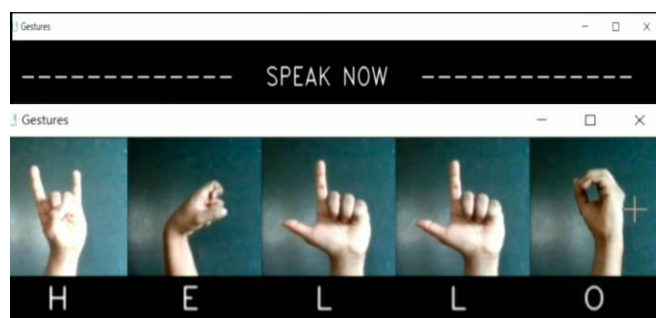 Gestures
------------- SPEAK NOW -------------
Gestures
H E L L O